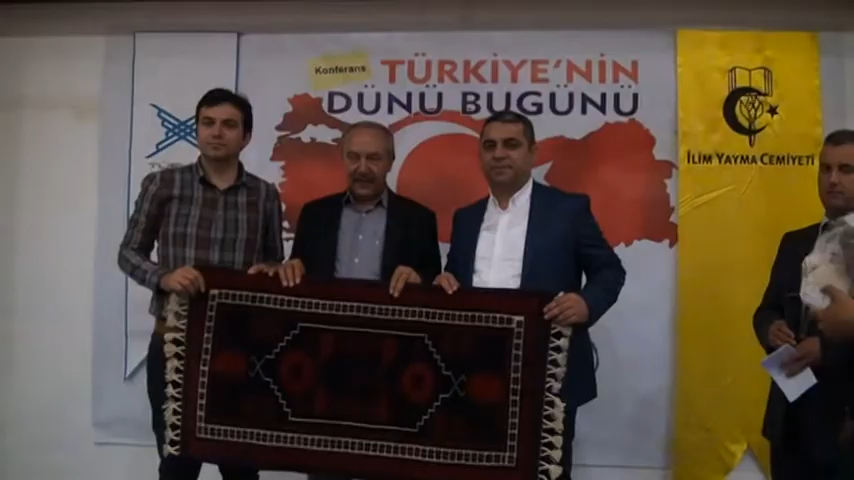 Konferans
TÜRKİYE'NİN
DÜNÜ BUGÜNÜ
İLİM YAYMA CEMİYETİ